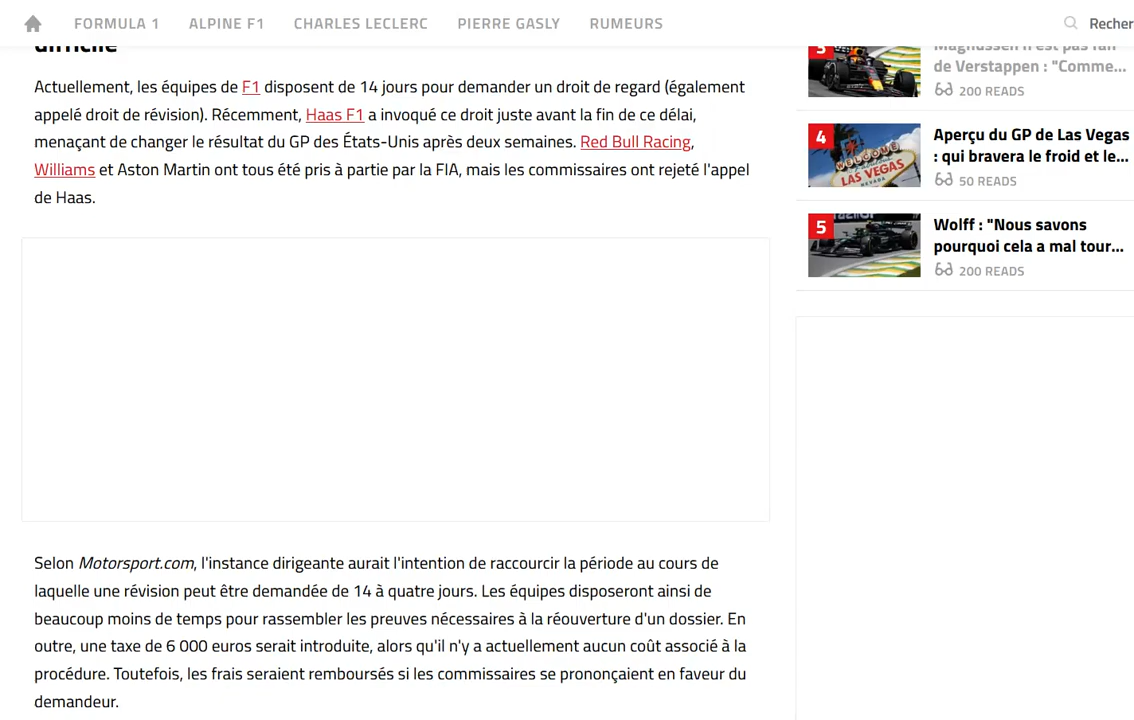 FORMULA 1 ALPINE F1 CHARLES LECLERC PIERRE GASLY RUMEURS Recher
difficile
Actuellement, les équipes de F1 disposent de 14 jours pour demander un droit de regard (également
appelé droit de révision). Récemment, Haas F1 a invoqué ce droit juste avant la fin de ce délai,
menaçant de changer le résultat du GP des États-Unis après deux semaines. Red Bull Racing,
Williams et Aston Martin ont tous été pris à partie par la FIA, mais les commissaires ont rejeté l'appel
de Haas.
Selon Motorsport.com, l'instance dirigeante aurait l'intention de raccourcir la période au cours de
laquelle une révision peut être demandée de 14 à quatre jours. Les équipes disposeront ainsi de
beaucoup moins de temps pour rassembler les preuves nécessaires à la réouverture d'un dossier. En
outre, une taxe de 6 000 euros serait introduite, alors qu'il n'y a actuellement aucun coût associé à la
procédure. Toutefois, les frais seraient remboursés si les commissaires se prononçaient en faveur du
demandeur.
3
Magnussen n'est pas fan
de Verstappen : "Comme...
200 READS
4
WELCOME
LAS VEGAS
NEVADA
Aperçu du GP de Las Vegas
: qui bravera le froid et le...
50 READS
5
Wolff : "Nous savons
pourquoi cela a mal tour...
200 READS